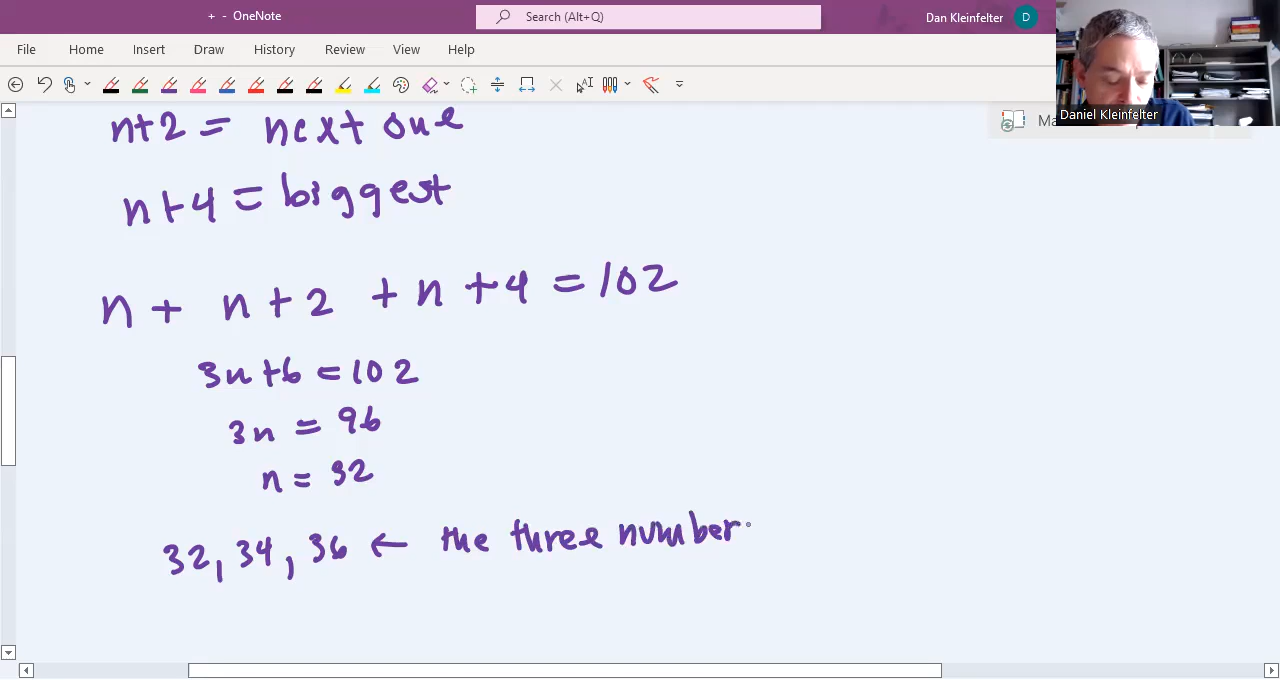 + - OneNote
Search (Alt+Q)
Dan Kleinfelter
D
File Home Insert Draw History Review View Help
Daniel Kleinfelter
n+2 = next one
n+4 = biggest
n + n+2 + n +4 = 102
3n+6 = 102
3n = 96
n = 32
32, 34, 36 ← the three number